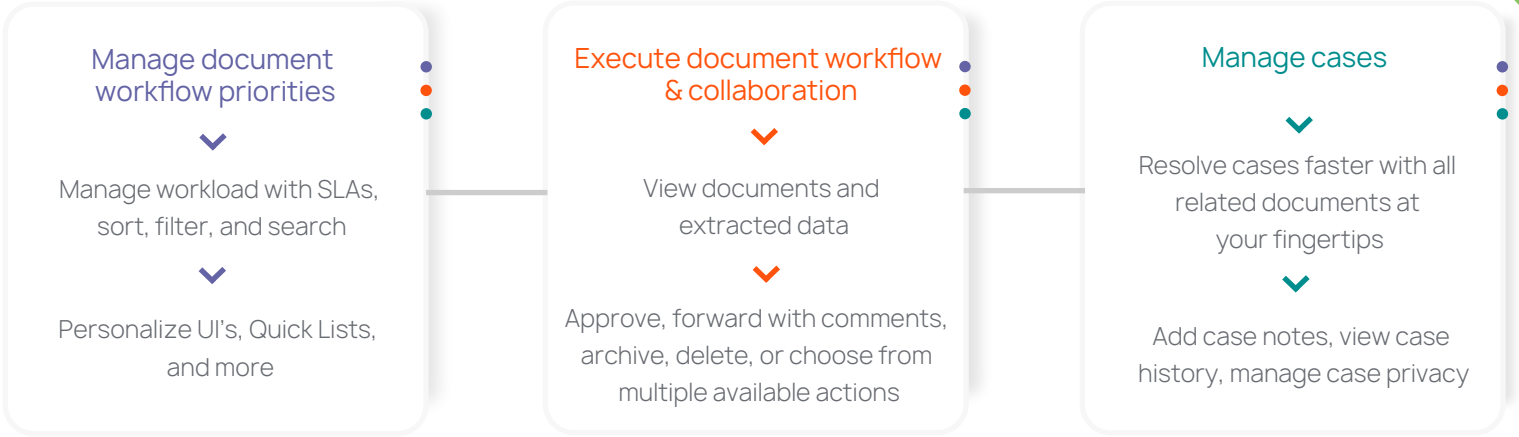 Manage document
workflow priorities
Manage workload with SLAs,
sort, filter, and search
Personalize UI's, Quick Lists,
and more
Execute document workflow
& collaboration
View documents and
extracted data
Approve, forward with comments,
archive, delete, or choose from
multiple available actions
Manage cases
Resolve cases faster with all
related documents at
your fingertips
Add case notes, view case
history, manage case privacy